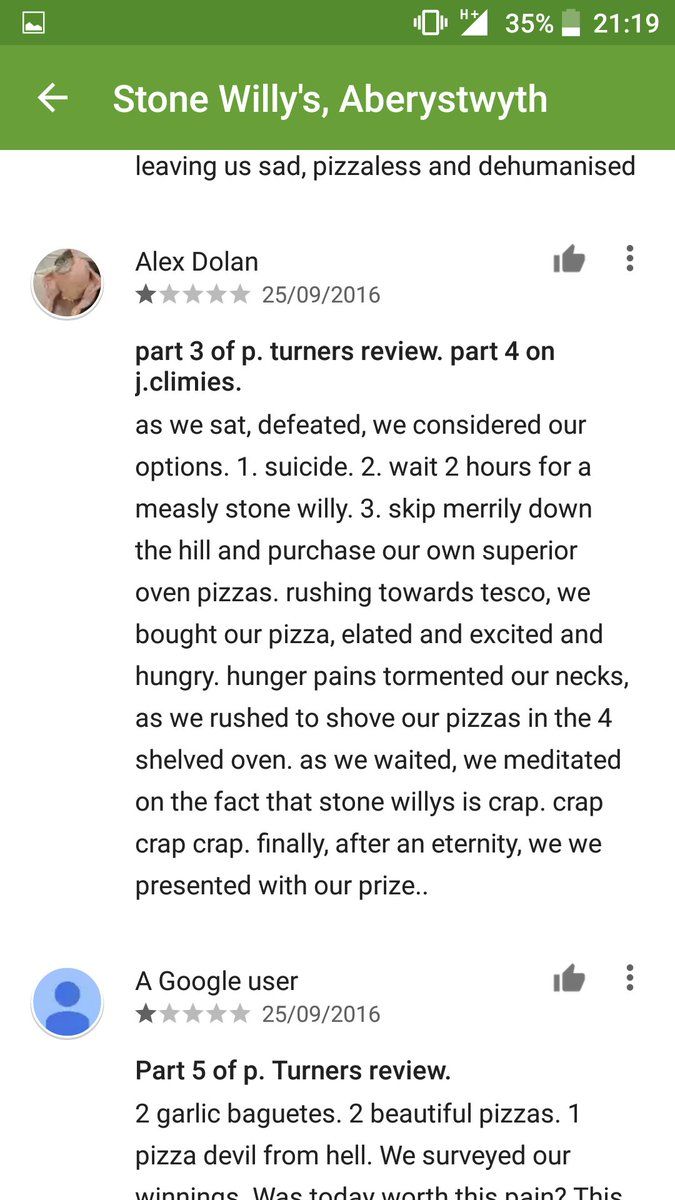 H+ 35% 21:19
Stone Willy's, Aberystwyth
leaving us sad, pizzaless and dehumanised
Alex Dolan
25/09/2016
part 3 of p. turners review. part 4 on
j.climies.
as we sat, defeated, we considered our
options. 1. suicide. 2. wait 2 hours for a
measly stone willy. 3. skip merrily down
the hill and purchase our own superior
oven pizzas. rushing towards tesco, we
bought our pizza, elated and excited and
hungry. hunger pains tormented our necks,
as we rushed to shove our pizzas in the 4
shelved oven. as we waited, we meditated
on the fact that stone willys is crap. crap
crap crap. finally, after an eternity, we we
presented with our prize..
A Google user
25/09/2016
Part 5 of p. Turners review.
2 garlic baguetes. 2 beautiful pizzas. 1
pizza devil from hell. We surveyed our
winnings. Was today worth this pain? This